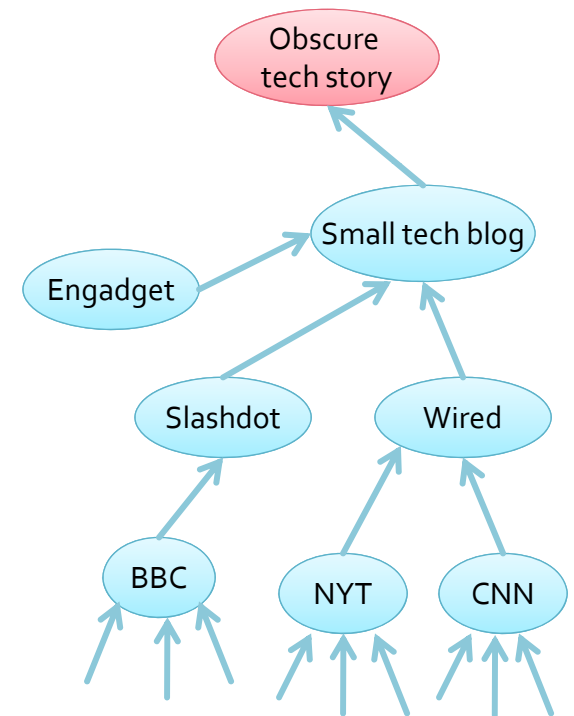 Obscure
tech story
Small tech blog
Engadget
Slashdot
Wired
BBC
NYT
CNN